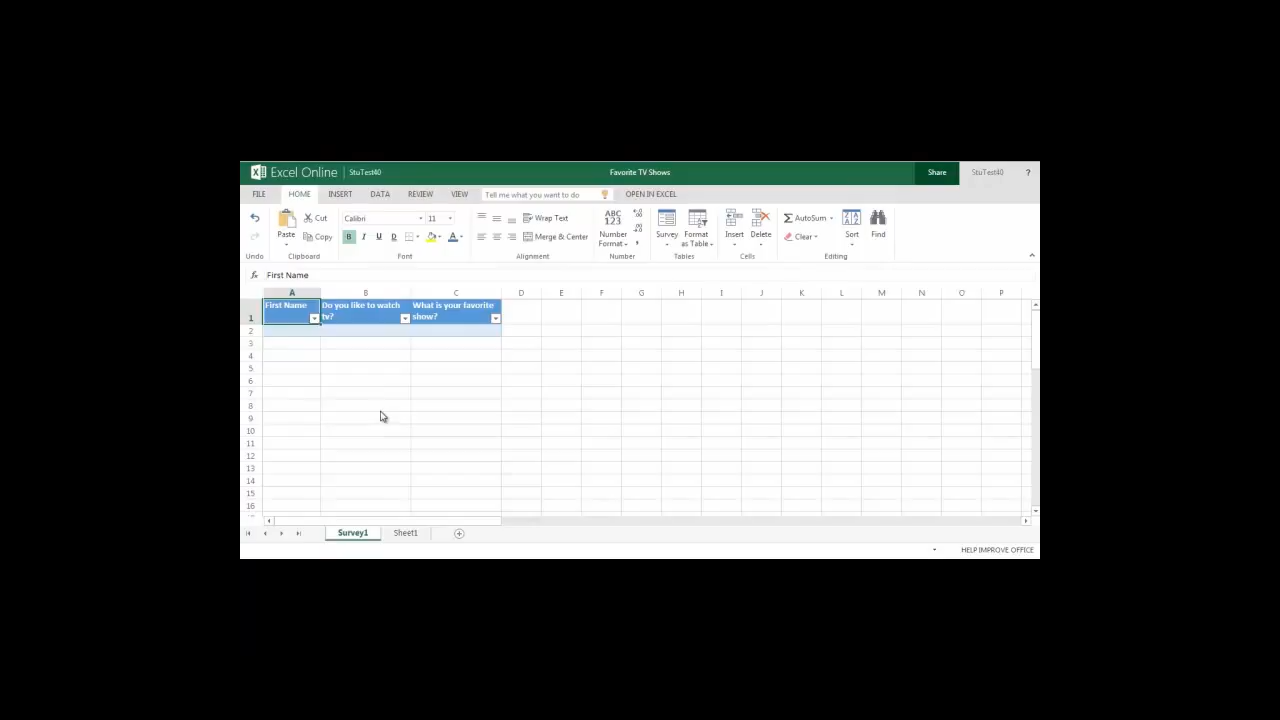 Excel Online StuTest40 Favorite TV Shows Share StuTest40 ?
FILE HOME INSERT DATA REVIEW VIEW Tell me what you want to do OPEN IN EXCEL
Paste Cut Copy Calibri 11 Wrap Text Merge & Center ABC 123 Number Format Survey Format as Table Insert Delete AutoSum Clear Sort Find
B I U D A
Undo Clipboard Font Alignment Number Tables Cells Editing
fx First Name
A B C D E F G H I J K L M N O P
1 First Name Do you like to watch tv? What is your favorite show?
2
3
4
5
6
7
8
9
10
11
12
13
14
15
16
Survey1 Sheet1
HELP IMPROVE OFFICE